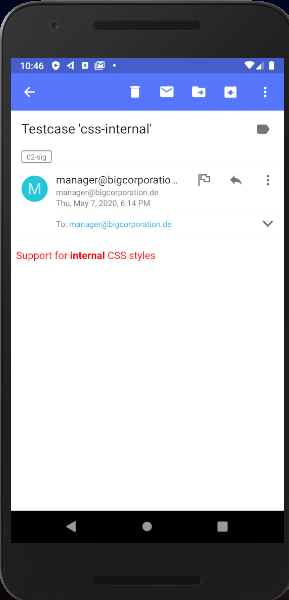 10:46
Testcase 'css-internal'
02-sig
M
manager@bigcorporatio...
manager@bigcorporation.de
Thu, May 7, 2020, 6:14 PM
To: manager@bigcorporation.de
Support for internal CSS styles